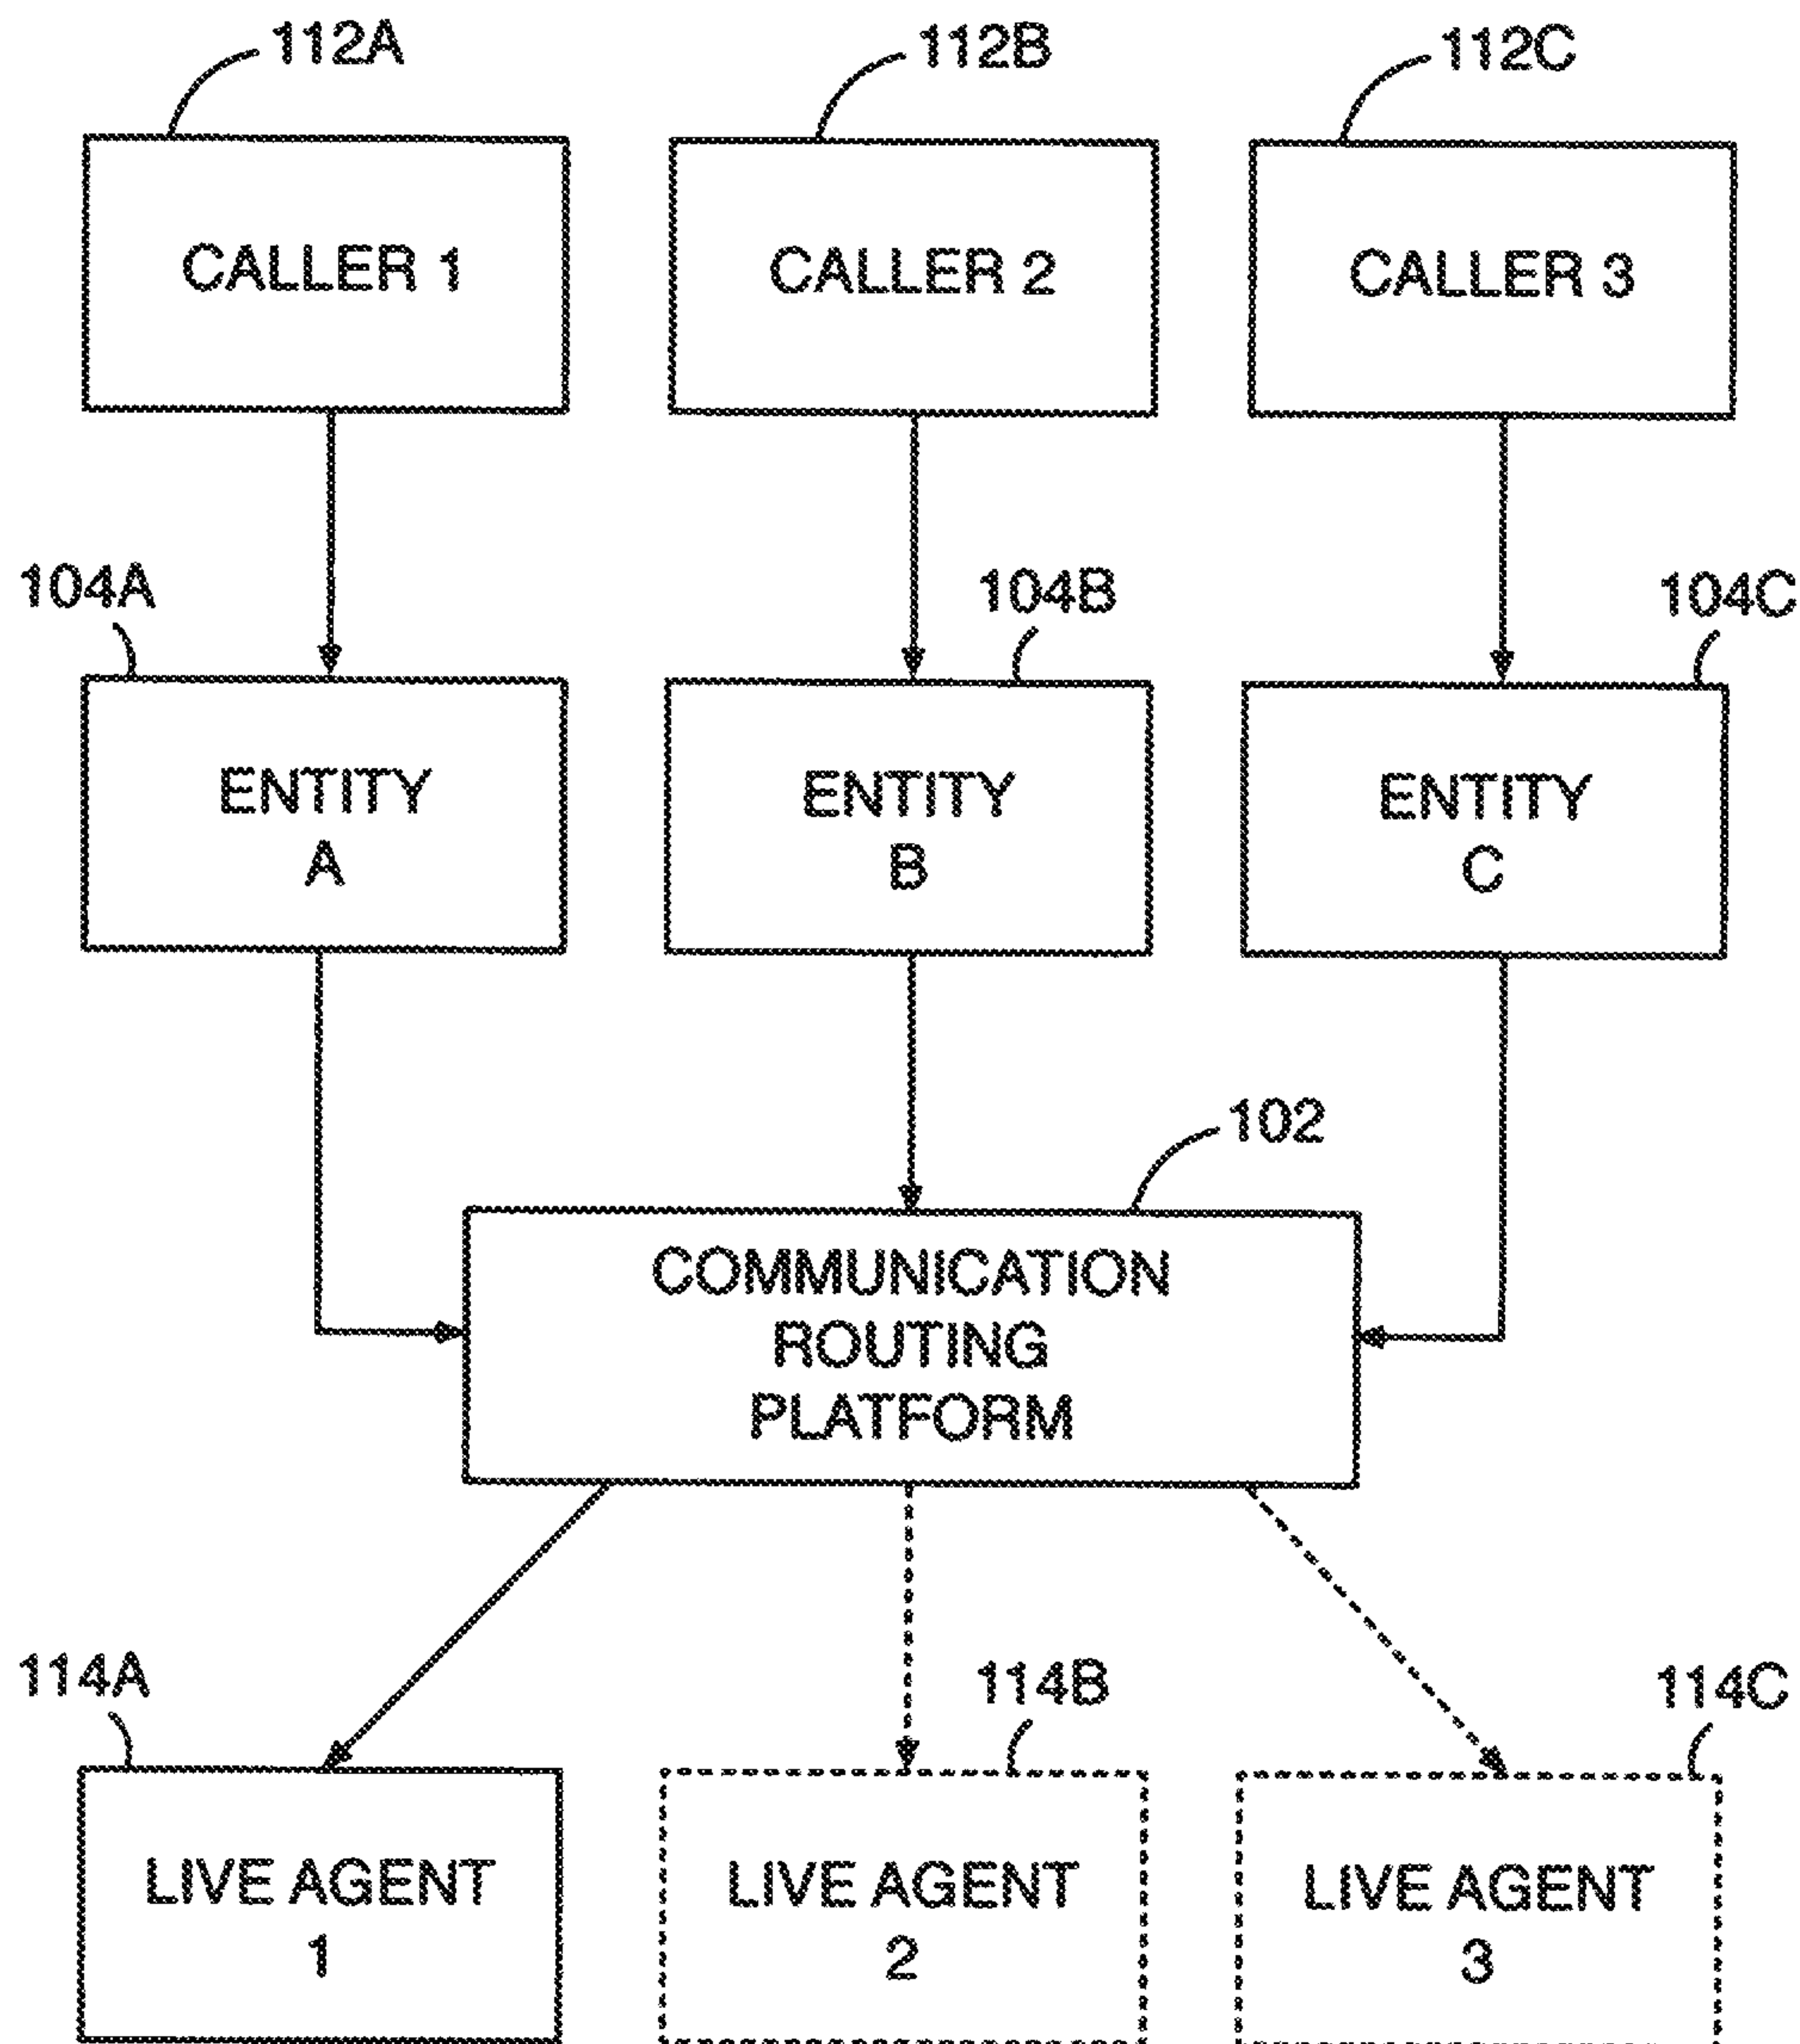 112A
112B
112C
CALLER 1
CALLER 2
CALLER 3
104A
104B
104C
ENTITY
A
ENTITY
B
ENTITY
C
102
COMMUNICATION
ROUTING
PLATFORM
114A
114B
114C
LIVE AGENT
1
LIVE AGENT
2
LIVE AGENT
3